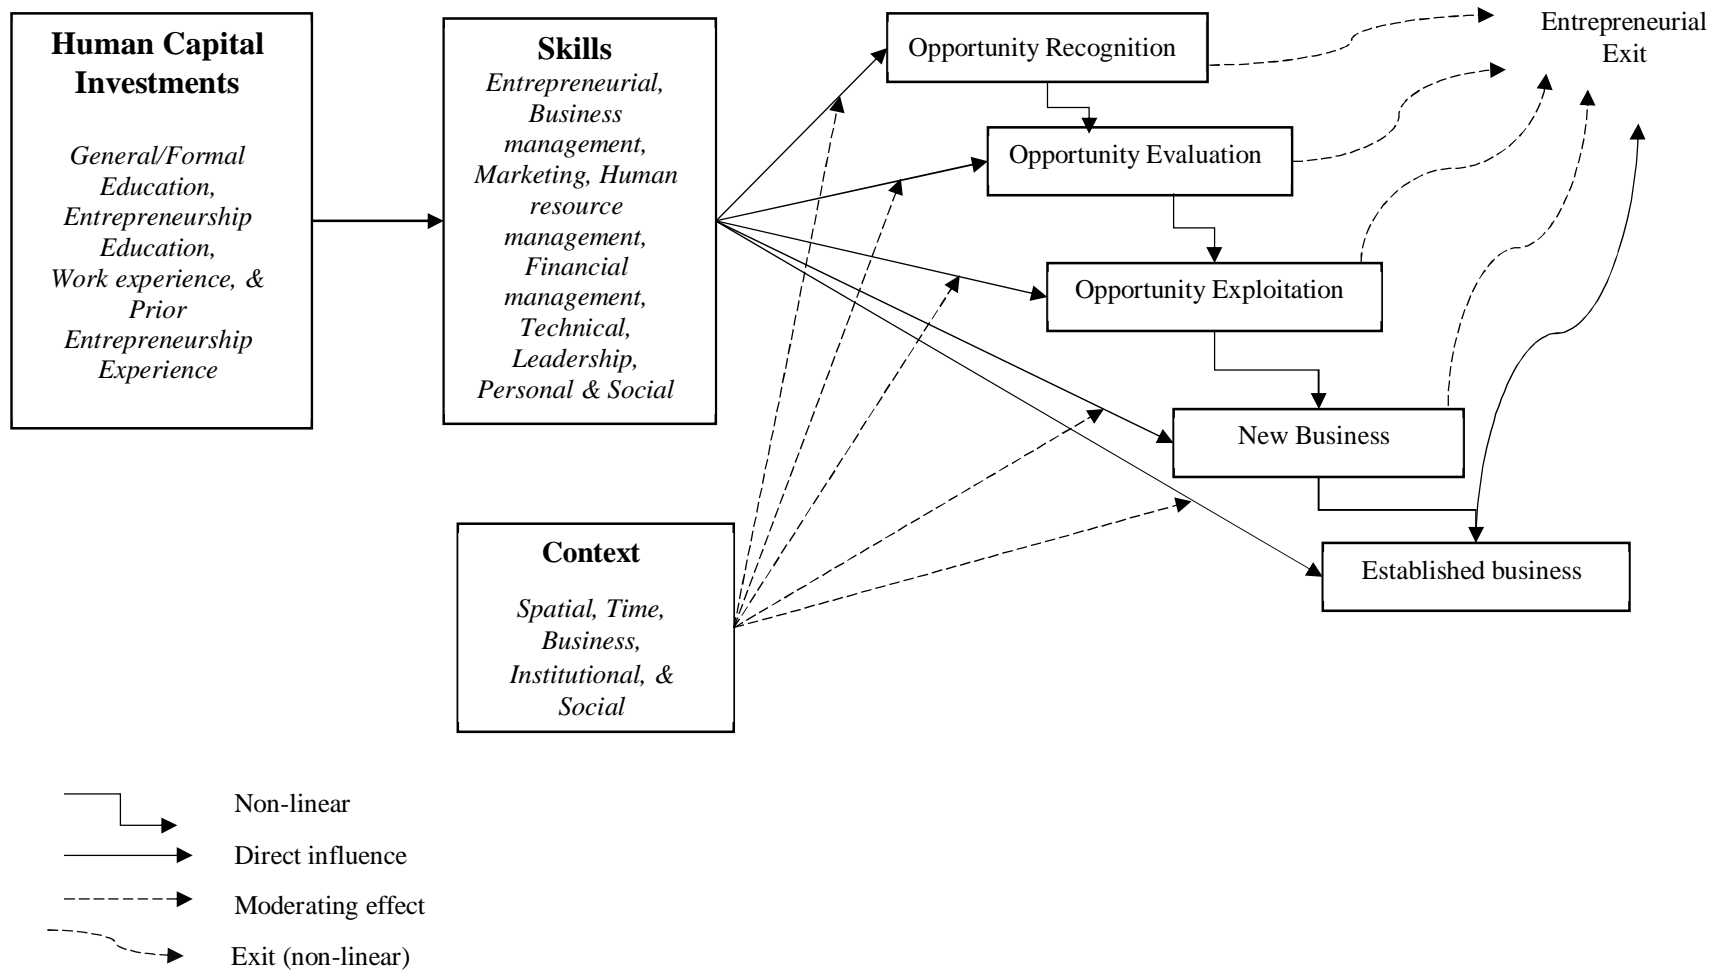 Human Capital
Investments
General/Formal
Education,
Entrepreneurship
Education,
Work experience, &
Prior
Entrepreneurship
Experience
Skills
Entrepreneurial,
Business
management,
Marketing, Human
resource
management,
Financial
management,
Technical,
Leadership,
Personal & Social
Context
Spatial, Time,
Business,
Institutional, &
Social
Opportunity Recognition
Opportunity Evaluation
Opportunity Exploitation
New Business
Established business
Entrepreneurial
Exit
Non-linear
Direct influence
Moderating effect
Exit (non-linear)